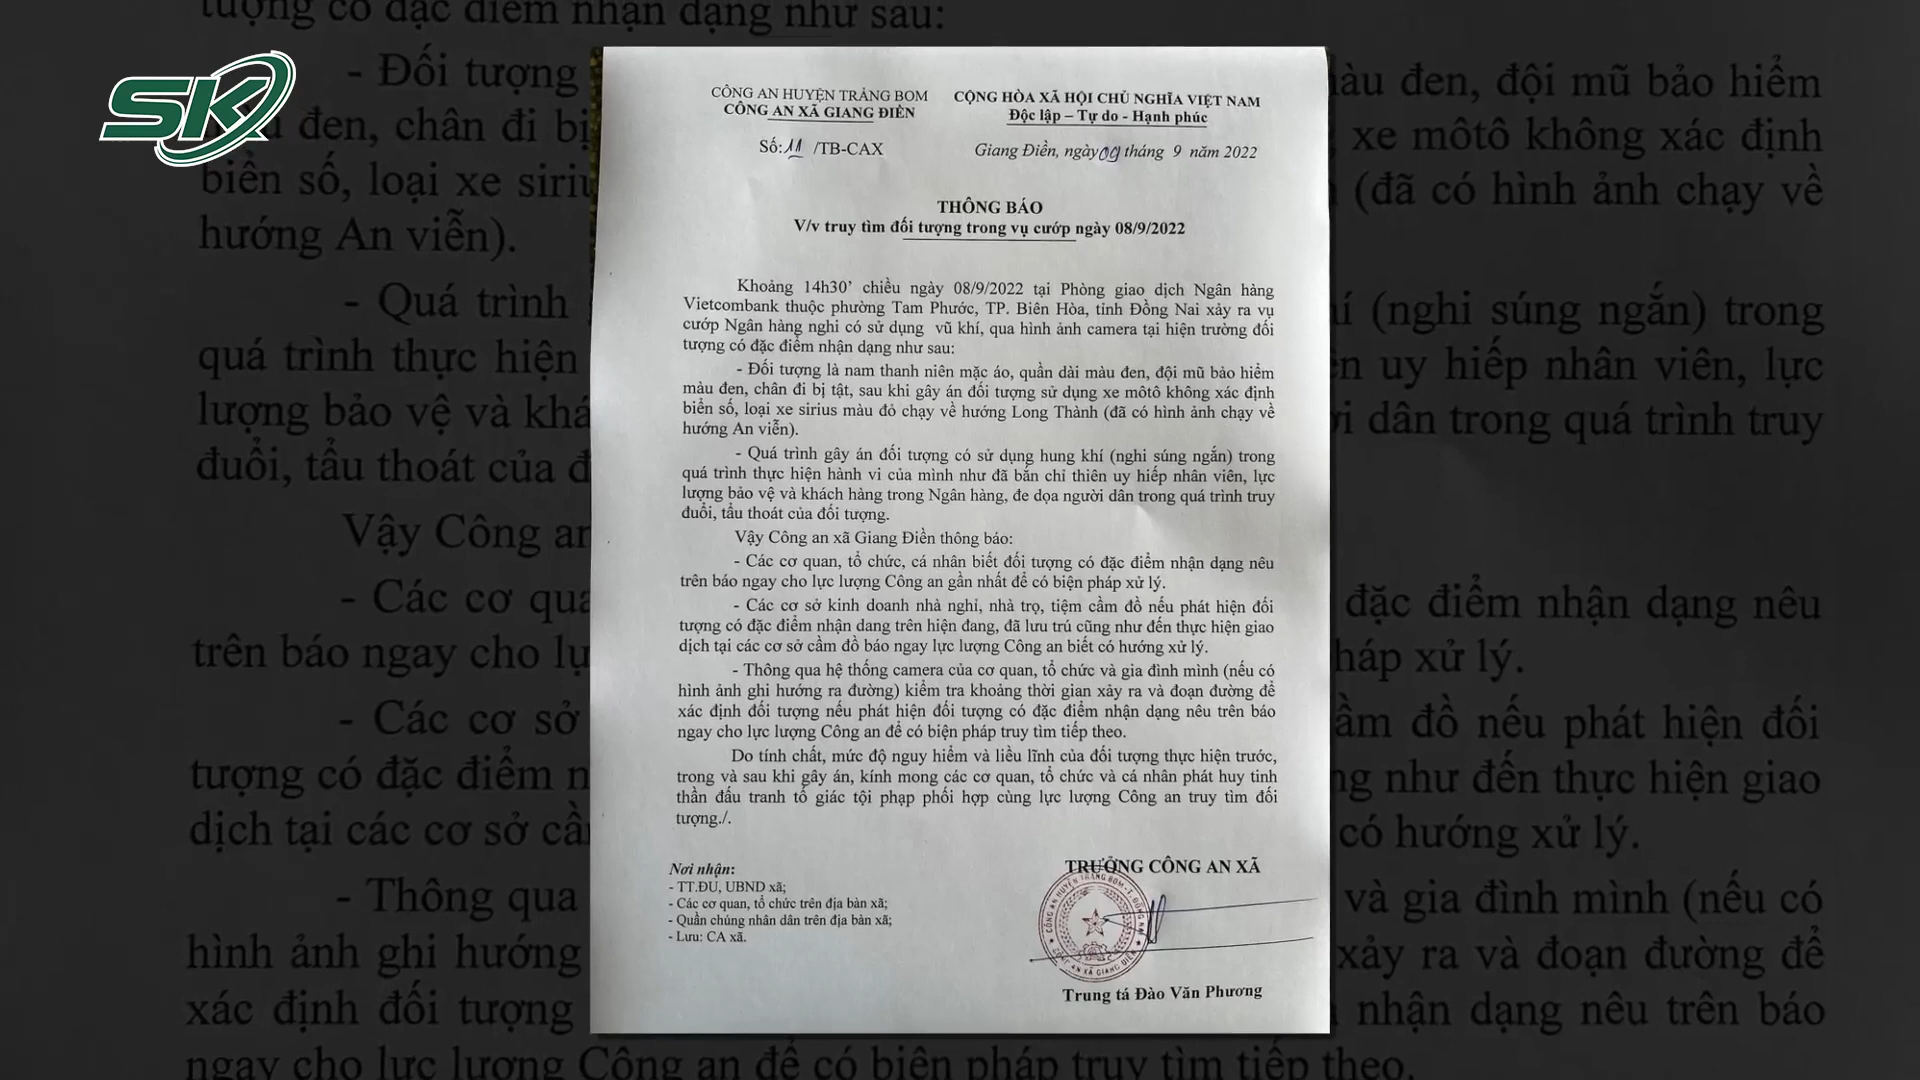 SK
CÔNG AN HUYỆN TRẢNG BOM
CÔNG AN XÃ GIANG ĐIỀN
Số: 11 /TB-CAX
CỘNG HÒA XÃ HỘI CHỦ NGHĨA VIỆT NAM
Độc lập – Tự do - Hạnh phúc
Giang Điền, ngày 09 tháng 9 năm 2022
THÔNG BÁO
V/v truy tìm đối tượng trong vụ cướp ngày 08/9/2022
Khoảng 14h30’ chiều ngày 08/9/2022 tại Phòng giao dịch Ngân hàng
Vietcombank thuộc phường Tam Phước, TP. Biên Hòa, tỉnh Đồng Nai xảy ra vụ
cướp Ngân hàng nghi có sử dụng vũ khí, qua hình ảnh camera tại hiện trường đối
tượng có đặc điểm nhận dạng như sau:
- Đối tượng là nam thanh niên mặc áo, quần dài màu đen, đội mũ bảo hiểm
màu đen, chân đi bị tật, sau khi gây án đối tượng sử dụng xe môtô không xác định
biển số, loại xe sirius màu đỏ chạy về hướng Long Thành (đã có hình ảnh chạy về
hướng An viễn).
- Quá trình gây án đối tượng có sử dụng hung khí (nghi súng ngắn) trong
quá trình thực hiện hành vi của mình như đã bắn chỉ thiên uy hiếp nhân viên, lực
lượng bảo vệ và khách hàng trong Ngân hàng, đe dọa người dân trong quá trình truy
đuổi, tẩu thoát của đối tượng.
Vậy Công an xã Giang Điền thông báo:
- Các cơ quan, tổ chức, cá nhân biết đối tượng có đặc điểm nhận dạng nêu
trên báo ngay cho lực lượng Công an gần nhất để có biện pháp xử lý.
- Các cơ sở kinh doanh nhà nghỉ, nhà trọ, tiệm cầm đồ nếu phát hiện đối
tượng có đặc điểm nhận dang trên hiện đang, đã lưu trú cũng như đến thực hiện giao
dịch tại các cơ sở cầm đồ báo ngay lực lượng Công an biết có hướng xử lý.
- Thông qua hệ thống camera của cơ quan, tổ chức và gia đình mình (nếu có
hình ảnh ghi hướng ra đường) kiểm tra khoảng thời gian xảy ra và đoạn đường để
xác định đối tượng nếu phát hiện đối tượng có đặc điểm nhận dạng nêu trên báo
ngay cho lực lượng Công an để có biện pháp truy tìm tiếp theo.
Do tính chất, mức độ nguy hiểm và liều lĩnh của đối tượng thực hiện trước,
trong và sau khi gây án, kính mong các cơ quan, tổ chức và cá nhân phát huy tinh
thần đấu tranh tố giác tội phạp phối hợp cùng lực lượng Công an truy tìm đối
tượng./.
Nơi nhận:
- TT.ĐU, UBND xã;
- Các cơ quan, tổ chức trên địa bàn xã;
- Quần chúng nhân dân trên địa bàn xã;
- Lưu: CA xã.
TRƯỞNG CÔNG AN XÃ
CÔNG AN HUYỆN TRẢNG BOM - T. ĐỒNG NAI
CÔNG AN XÃ GIANG ĐIỀN
Trung tá Đào Văn Phương